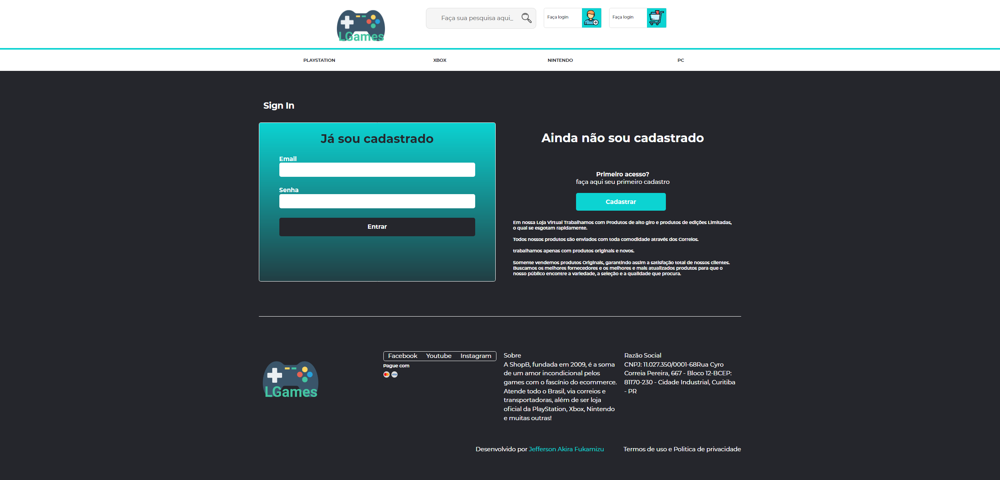 LGames
Faça sua pesquisa aqui_
Faça login
Faça login
PLAYSTATION
XBOX
NINTENDO
PC
Sign In
Já sou cadastrado
Email
Senha
Entrar
Ainda não sou cadastrado
Primeiro acesso?
faça aqui seu primeiro cadastro
Cadastrar
Em nossa Loja Virtual Trabalhamos com Produtos de alto giro e produtos de edições Limitadas,
o qual se esgotam rapidamente.
Todos nossos produtos são enviados com toda comodidade através dos Correios.
trabalhamos apenas com produtos originais e novos.
Somente vendemos produtos Originais, garantindo assim a satisfação total de nossos clientes.
Buscamos os melhores fornecedores e os melhores e mais atualizados produtos para que o
nosso público encontre a variedade, a seleção e a qualidade que procura.
LGames
Facebook Youtube Instagram
Pague com
VISA
Sobre
A ShopB, fundada em 2009, é a soma
de um amor incondicional pelos
games com o fascínio do ecommerce.
Atende todo o Brasil, via correios e
transportadoras, além de ser loja
oficial da PlayStation, Xbox, Nintendo
e muitas outras!
Razão Social
CNPJ: 11.027.350/0001-68Rua Cyro
Correia Pereira, 667 - Bloco 12-BCEP:
81170-230 - Cidade Industrial, Curitiba
- PR
Desenvolvido por Jefferson Akira Fukamizu
Termos de uso e Politica de privacidade